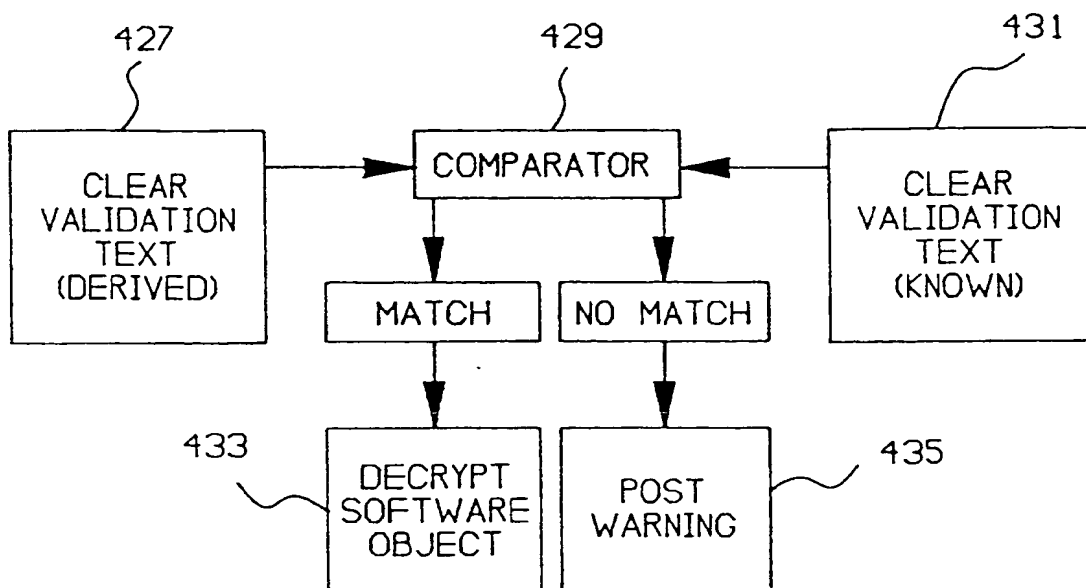 427
429
431
CLEAR
VALIDATION
TEXT
(DERIVED)
COMPARATOR
CLEAR
VALIDATION
TEXT
(KNOWN)
MATCH
NO MATCH
433
DECRYPT
SOFTWARE
OBJECT
POST
WARNING
435